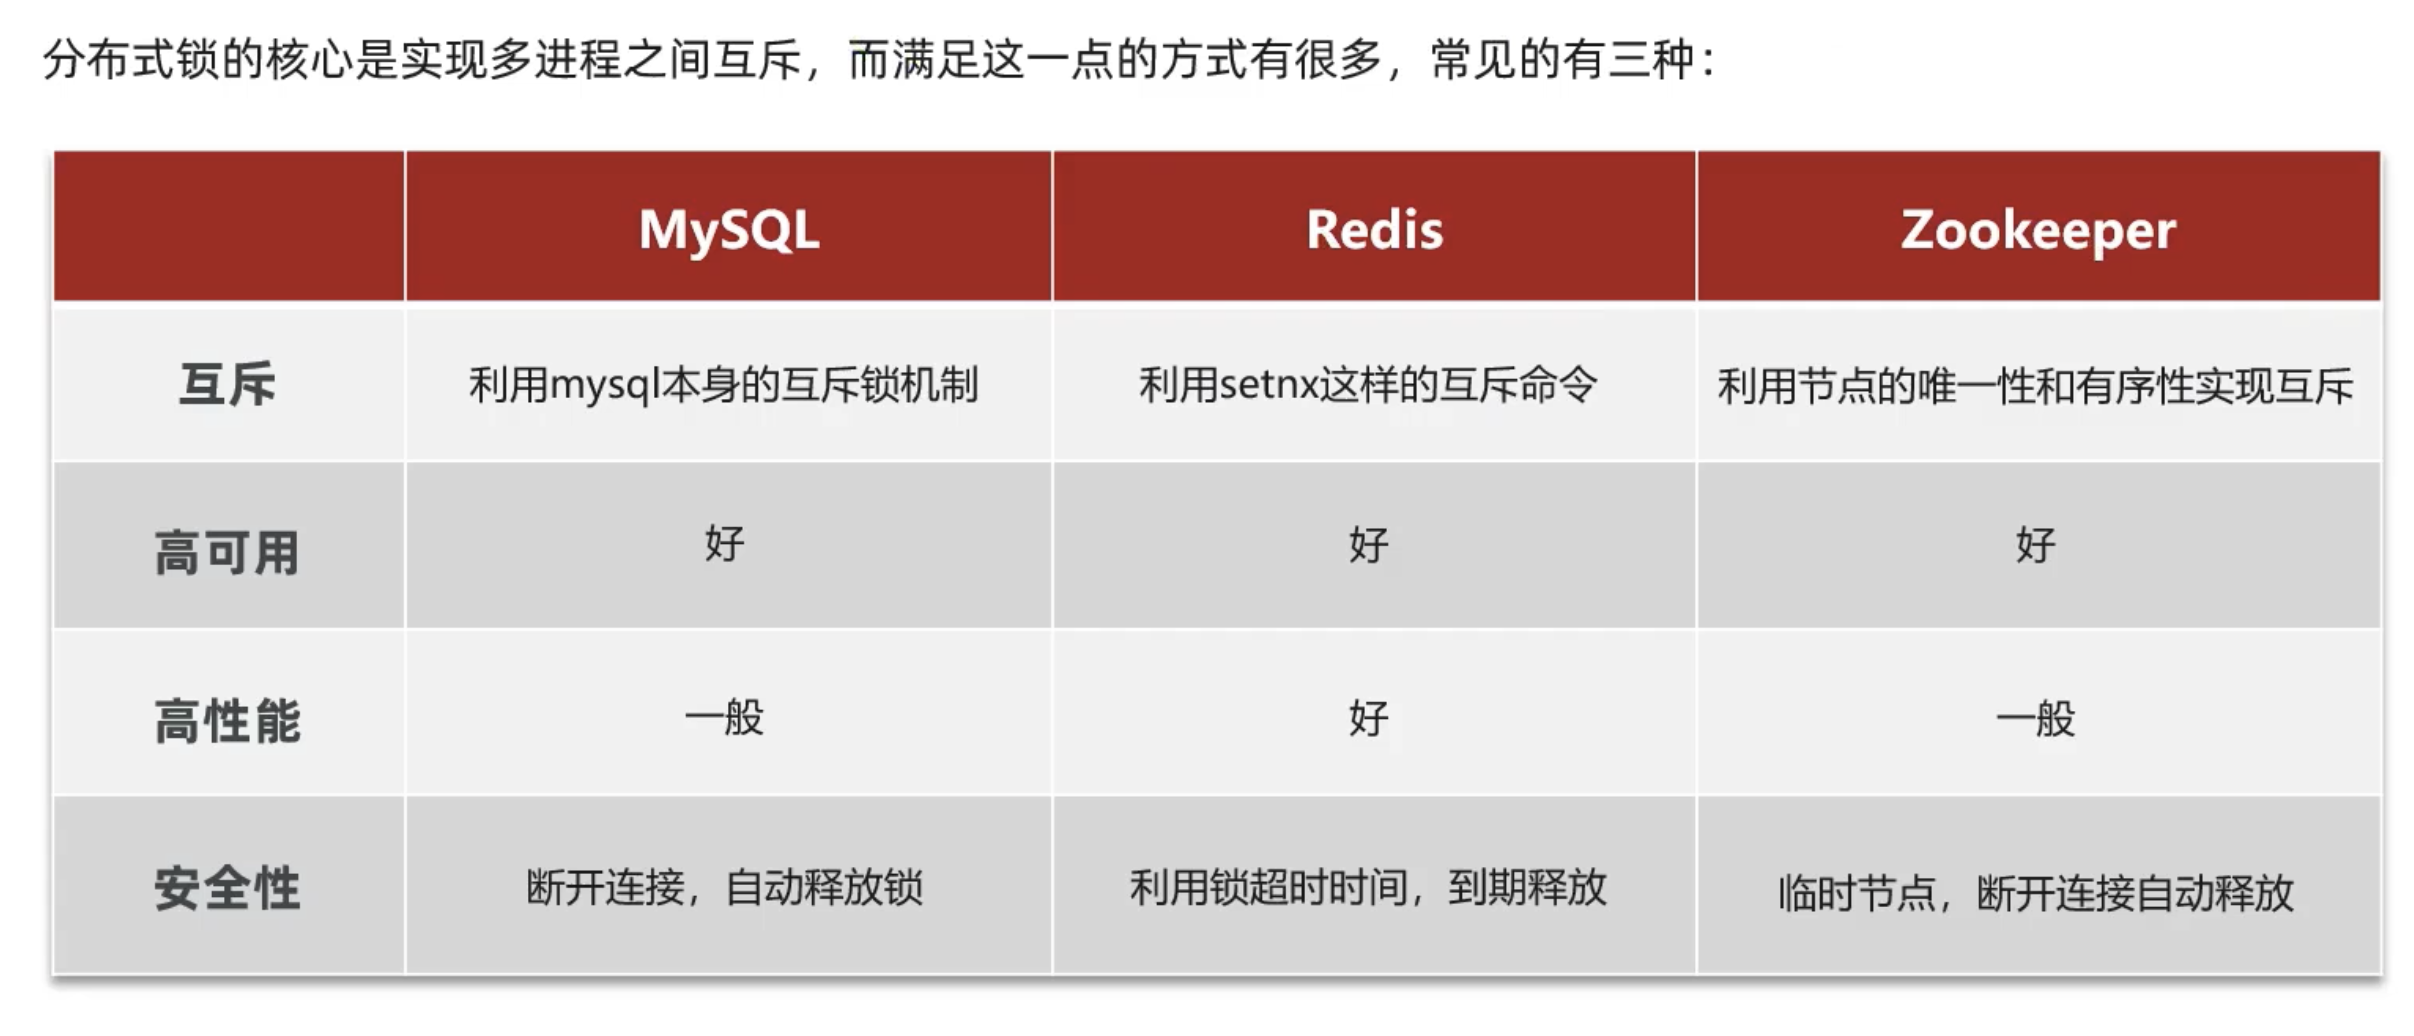 分布式锁的核心是实现多进程之间互斥，而满足这一点的方式有很多，常见的有三种：
MySQL Redis Zookeeper
互斥 利用mysql本身的互斥锁机制 利用setnx这样的互斥命令 利用节点的唯一性和有序性实现互斥
高可用 好 好 好
高性能 一般 好 一般
安全性 断开连接，自动释放锁 利用锁超时时间，到期释放 临时节点，断开连接自动释放